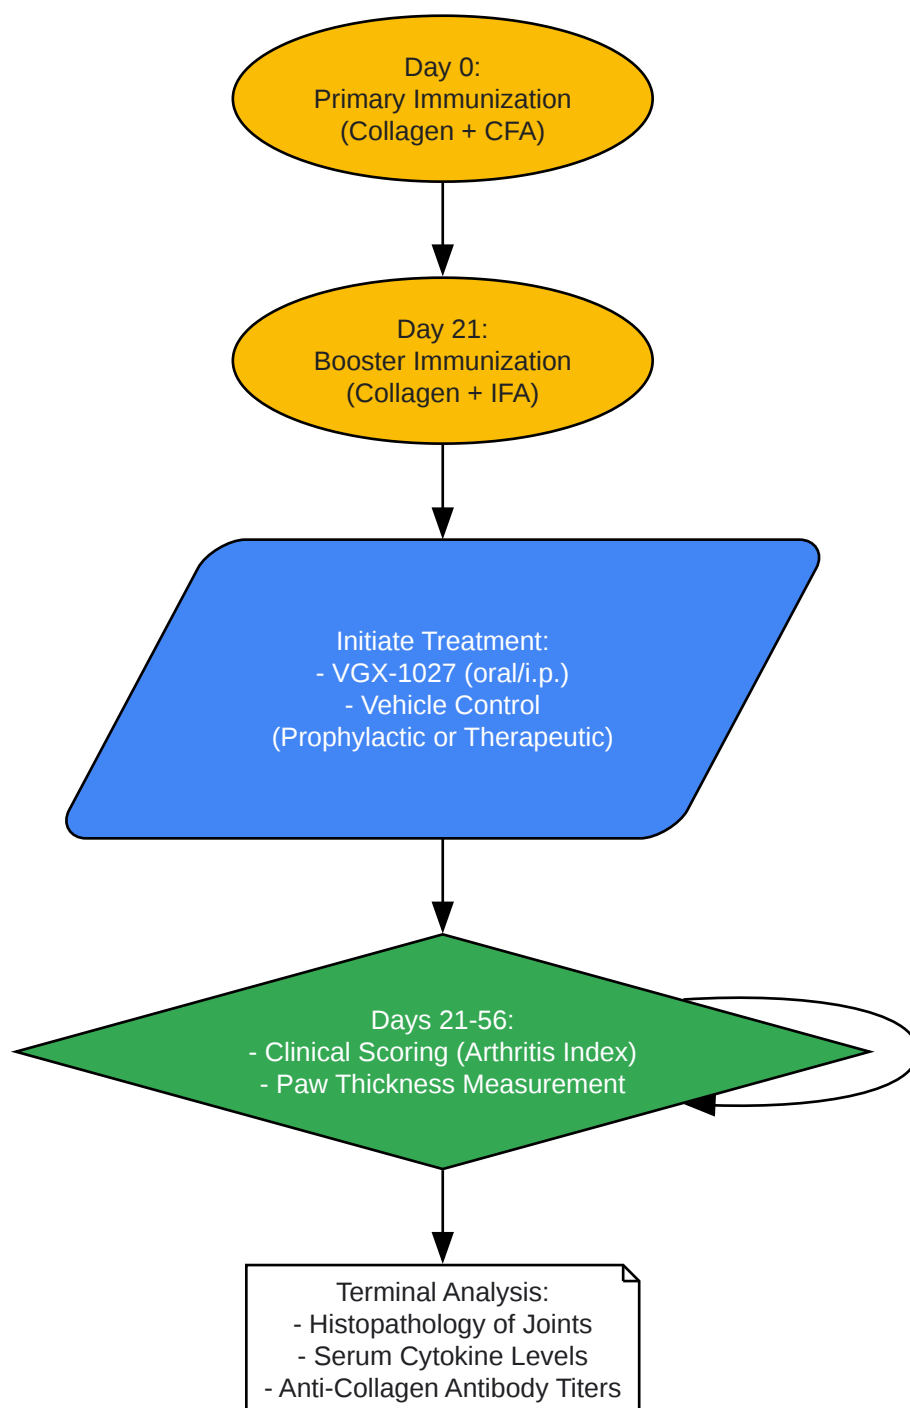 Day 0:
Primary Immunization
(Collagen + CFA)
Day 21:
Booster Immunization
(Collagen + IFA)
Initiate Treatment:
- VGX-1027 (oral/i.p.)
- Vehicle Control
(Prophylactic or Therapeutic)
Days 21-56:
- Clinical Scoring (Arthritis Index)
- Paw Thickness Measurement
Terminal Analysis:
- Histopathology of Joints
- Serum Cytokine Levels
- Anti-Collagen Antibody Titers